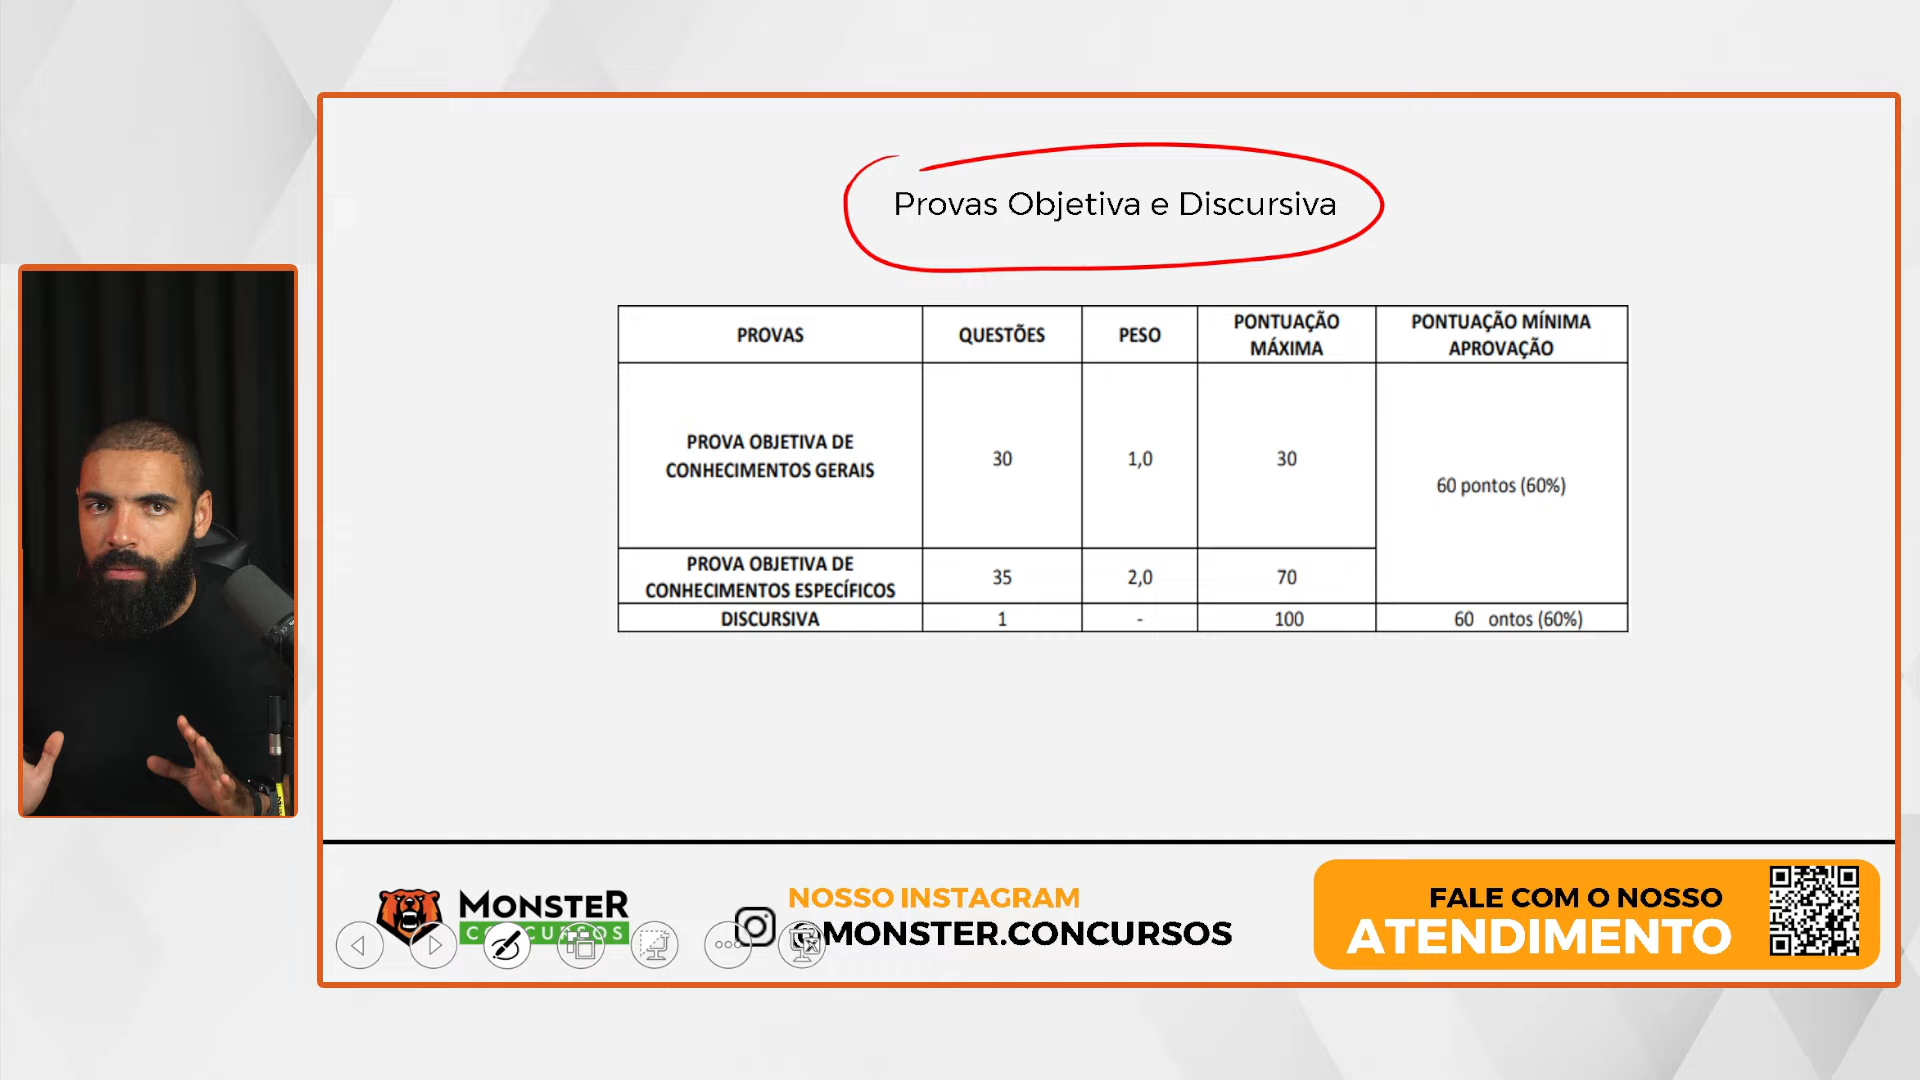 Provas Objetiva e Discursiva
PROVAS
QUESTÕES
PESO
PONTUAÇÃO
MÁXIMA
PONTUAÇÃO MÍNIMA
APROVAÇÃO
PROVA OBJETIVA DE
CONHECIMENTOS GERAIS
30
1,0
30
60 pontos (60%)
PROVA OBJETIVA DE
CONHECIMENTOS ESPECÍFICOS
35
2,0
70
DISCURSIVA
1
-
100
60 ontos (60%)
MONSTER
CONCURSOS
NOSSO INSTAGRAM
@MONSTER.CONCURSOS
FALE COM O NOSSO
ATENDIMENTO